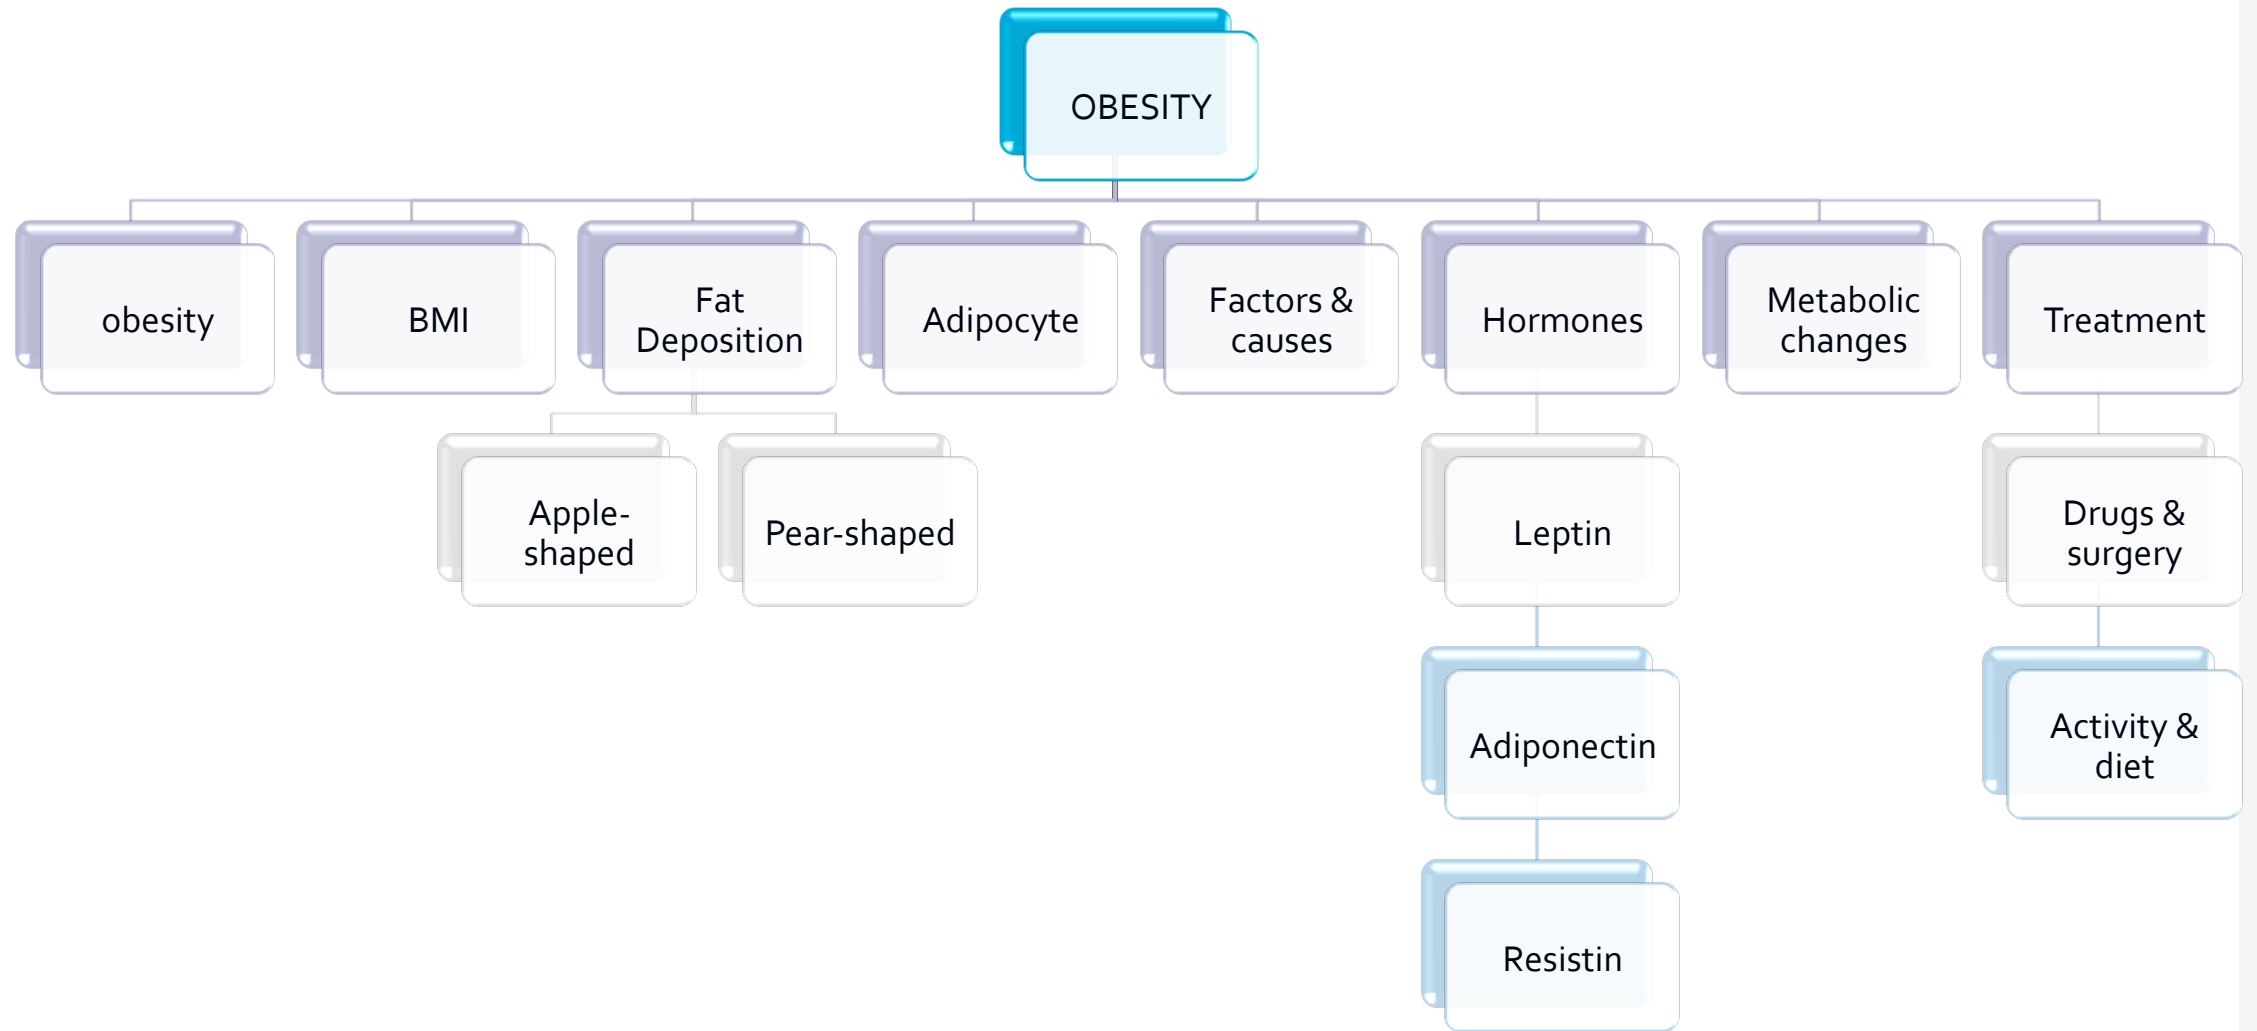 OBESITY
obesity
BMI
Fat
Deposition
Adipocyte
Factors &
causes
Hormones
Metabolic
changes
Treatment
Apple-
shaped
Pear-shaped
Leptin
Drugs &
surgery
Adiponectin
Activity &
diet
Resistin